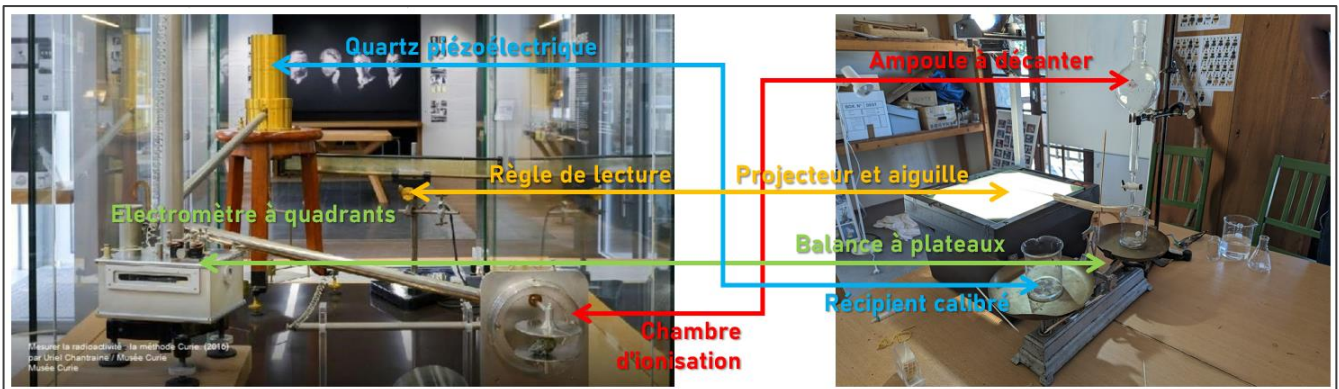 Quartz piézoélectrique
Ampoule à décanter
Règle de lecture
Projecteur et aiguille
Electromètre à quadrants
Balance à plateaux
Récipient calibré
Chambre
d'ionisation
Mesurer la radioactivité : la méthode Curie. (2015)
par Uriel Chantraine / Musée Curie
Musée Curie